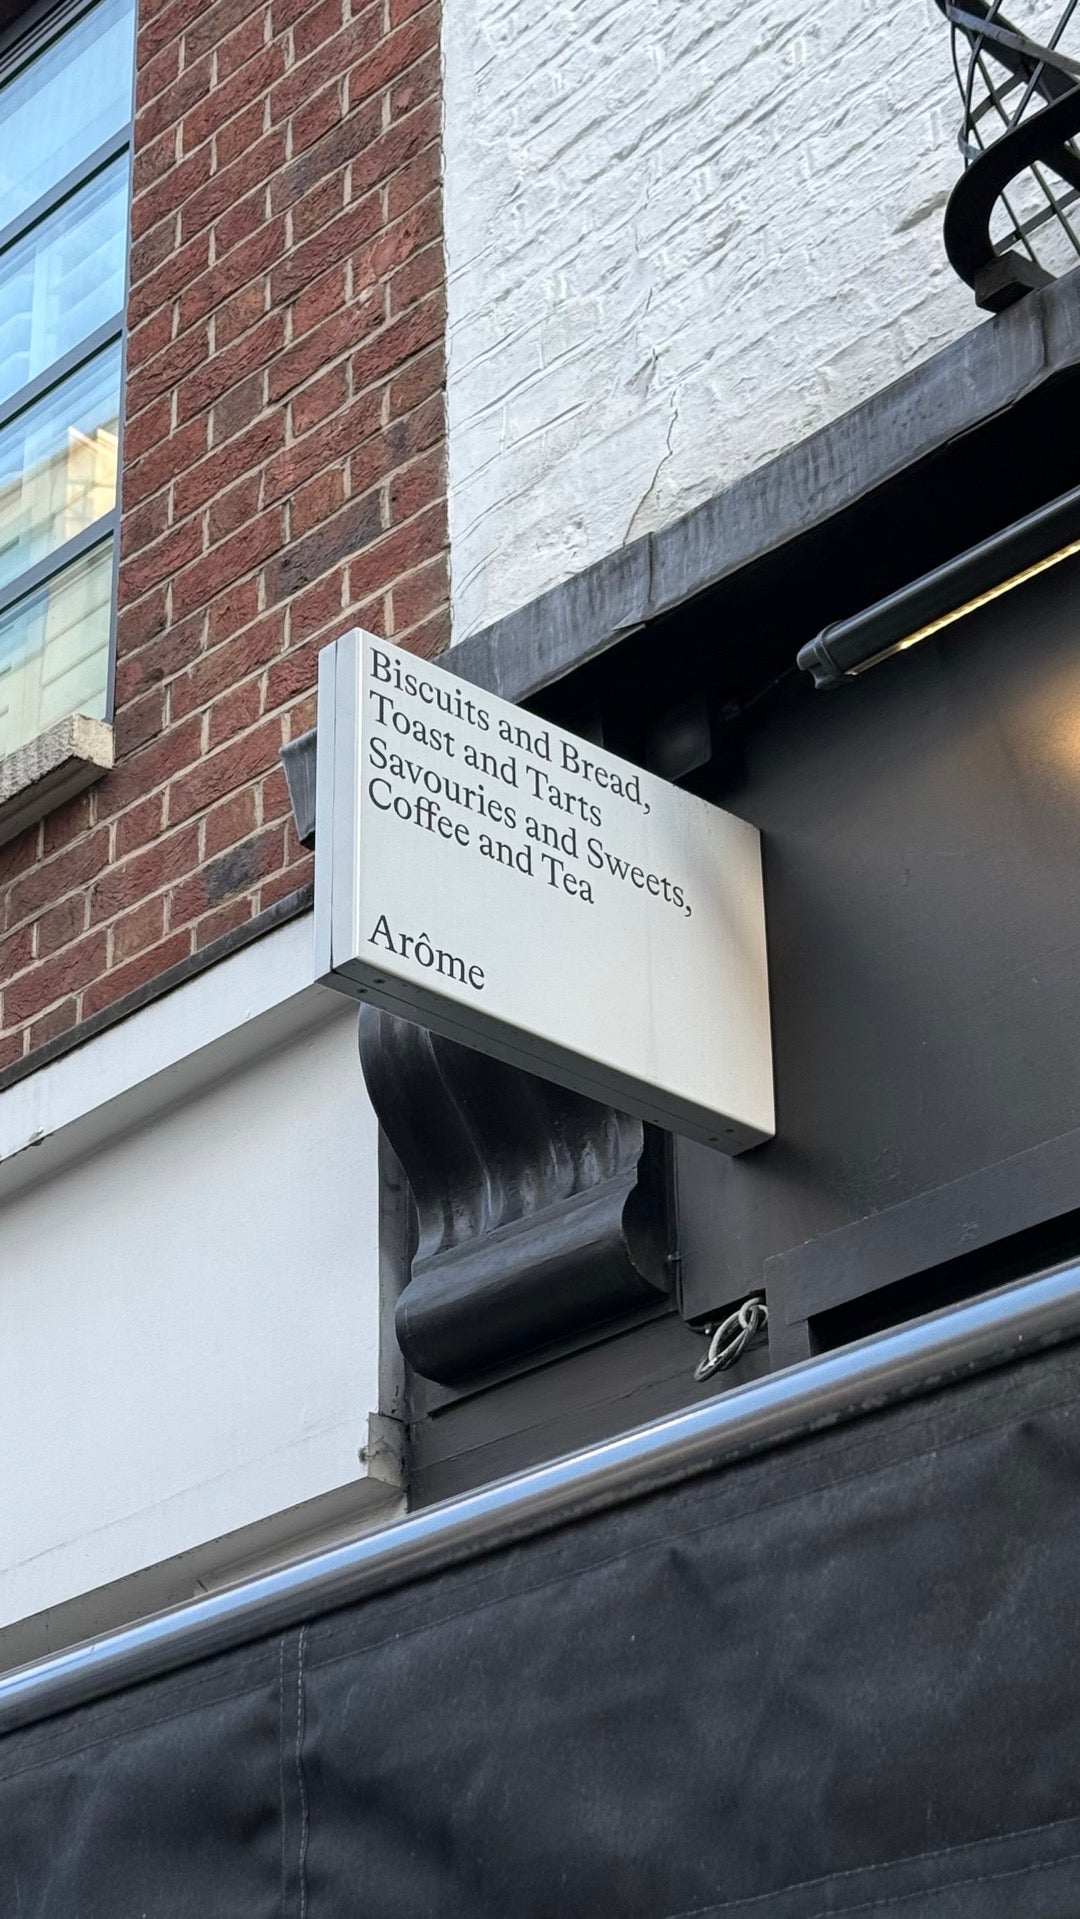 Biscuits and Bread,
Toast and Tarts
Savouries and Sweets,
Coffee and Tea
Arôme